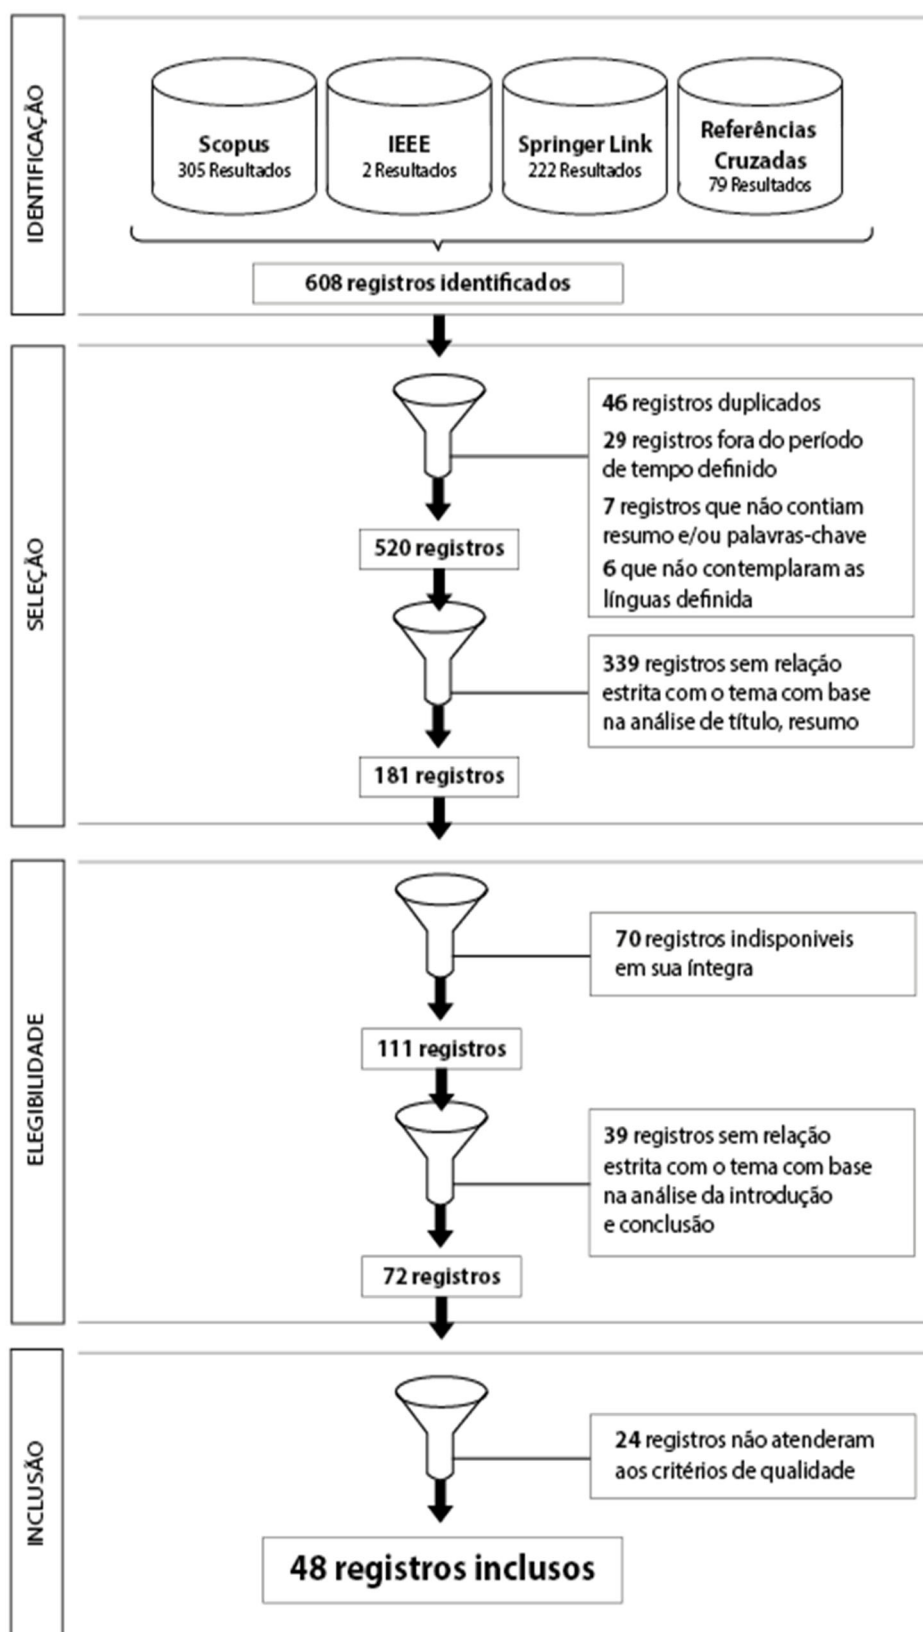 IDENTIFICAÇÃO
Scopus
305 Resultados
IEEE
2 Resultados
Springer Link
222 Resultados
Referências
Cruzadas
79 Resultados
608 registros identificados
SELEÇÃO
46 registros duplicados
29 registros fora do período
de tempo definido
7 registros que não contiam
resumo e/ou palavras-chave
6 que não contemplaram as
línguas definida
520 registros
339 registros sem relação
estrita com o tema com base
na análise de título, resumo
181 registros
ELEGIBILIDADE
70 registros indisponiveis
em sua íntegra
111 registros
39 registros sem relação
estrita com o tema com base
na análise da introdução
e conclusão
72 registros
INCLUSÃO
24 registros não atenderam
aos critérios de qualidade
48 registros inclusos